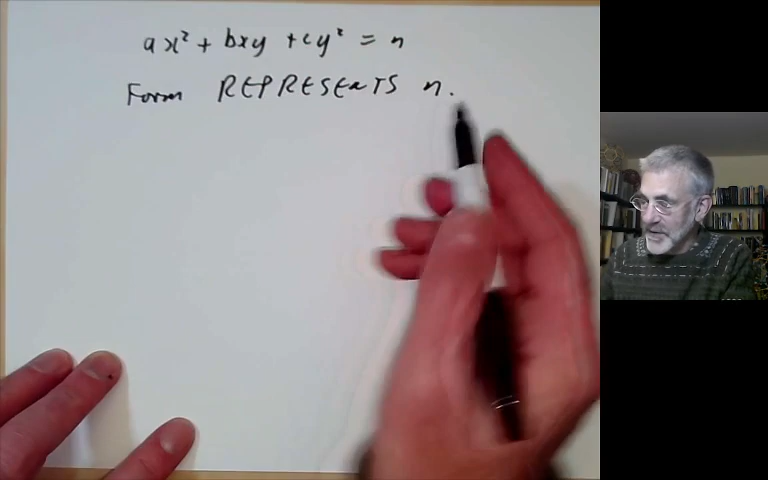 ax² + bxy + cy² = n
Form REPRESENTS n.